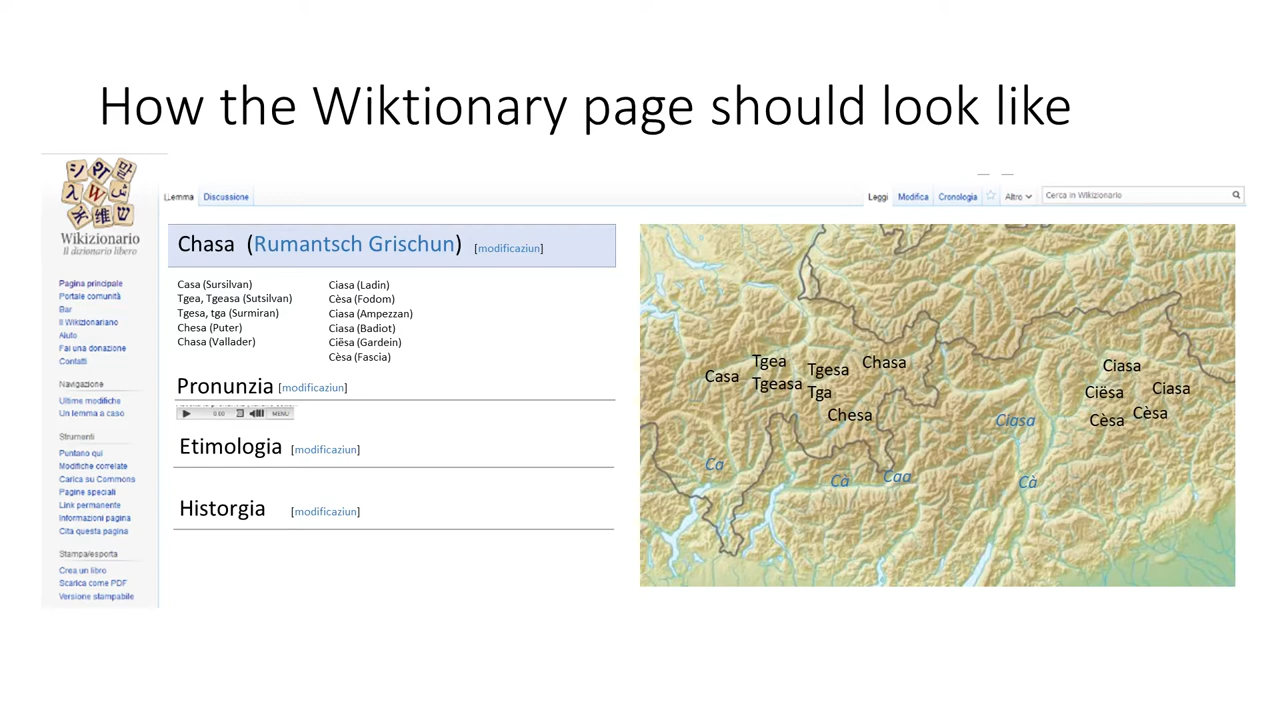 How the Wiktionary page should look like
Wikizionario
Il dizionario libero
Lemma
Discussione
Leggi
Modifica
Cronologia
Altro
Cerca in Wikizionario
Pagina principale
Portale comunità
Bar
Il Wikizionariano
Aiuto
Fai una donazione
Contatti
Navigazione
Ultime modifiche
Un lemma a caso
Strumenti
Puntano qui
Modifiche correlate
Carica su Commons
Pagine speciali
Link permanente
Informazioni pagina
Cita questa pagina
Stampa/esporta
Crea un libro
Scarica come PDF
Versione stampabile
Chasa (Rumantsch Grischun) [modificaziun]
Casa (Sursilvan)
Tgea, Tgeasa (Sutsilvan)
Tgesa, tga (Surmiran)
Chesa (Puter)
Chasa (Vallader)
Ciasa (Ladin)
Cèsa (Fodom)
Ciasa (Ampezzan)
Ciasa (Badiot)
Ciësa (Gardein)
Cèsa (Fascia)
Pronunzia [modificaziun]
0:00 MENU
Etimologia [modificaziun]
Historgia [modificaziun]
Casa
Tgea
Tgeasa
Tgesa
Tga
Chasa
Chesa
Ciasa
Ciësa
Ciasa
Cèsa
Cèsa
Ciasa
Ca
Cà
Caa
Cà